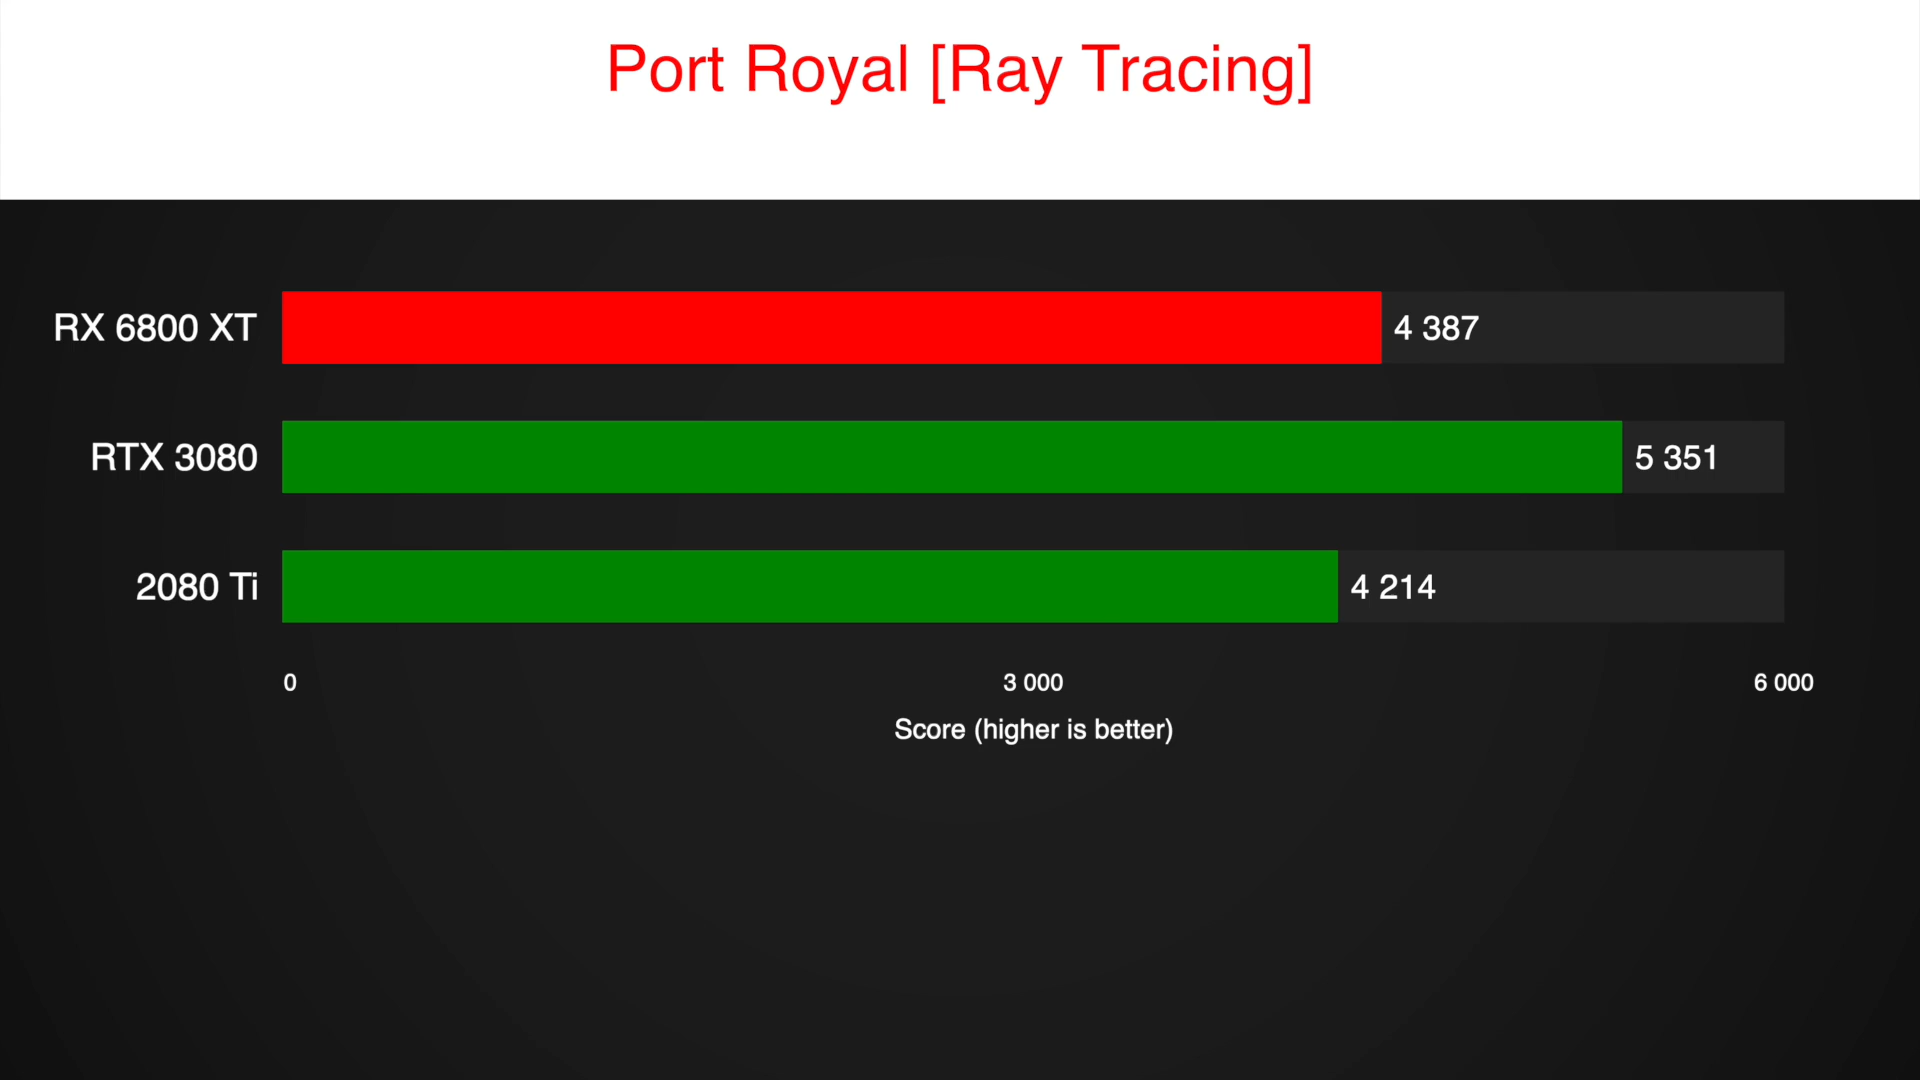 Port Royal [Ray Tracing]
RX 6800 XT 4 387
RTX 3080 5 351
2080 Ti 4 214
0 3 000 6 000
Score (higher is better)